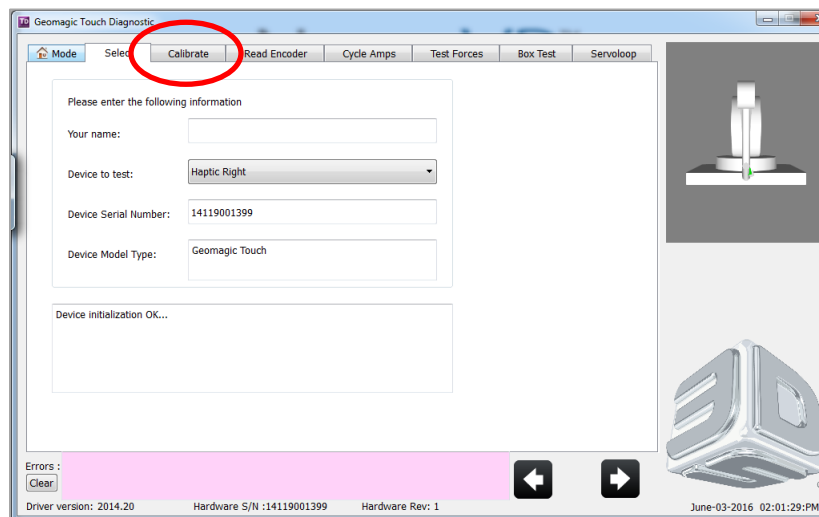 Geomagic Touch Diagnostic
Mode Select Calibrate Read Encoder Cycle Amps Test Forces Box Test Servoloop
Please enter the following information
Your name:
Device to test: Haptic Right
Device Serial Number: 14119001399
Device Model Type: Geomagic Touch
Device initialization OK...
Errors :
Clear
Driver version: 2014.20 Hardware S/N :14119001399 Hardware Rev: 1 June-03-2016 02:01:29:PM